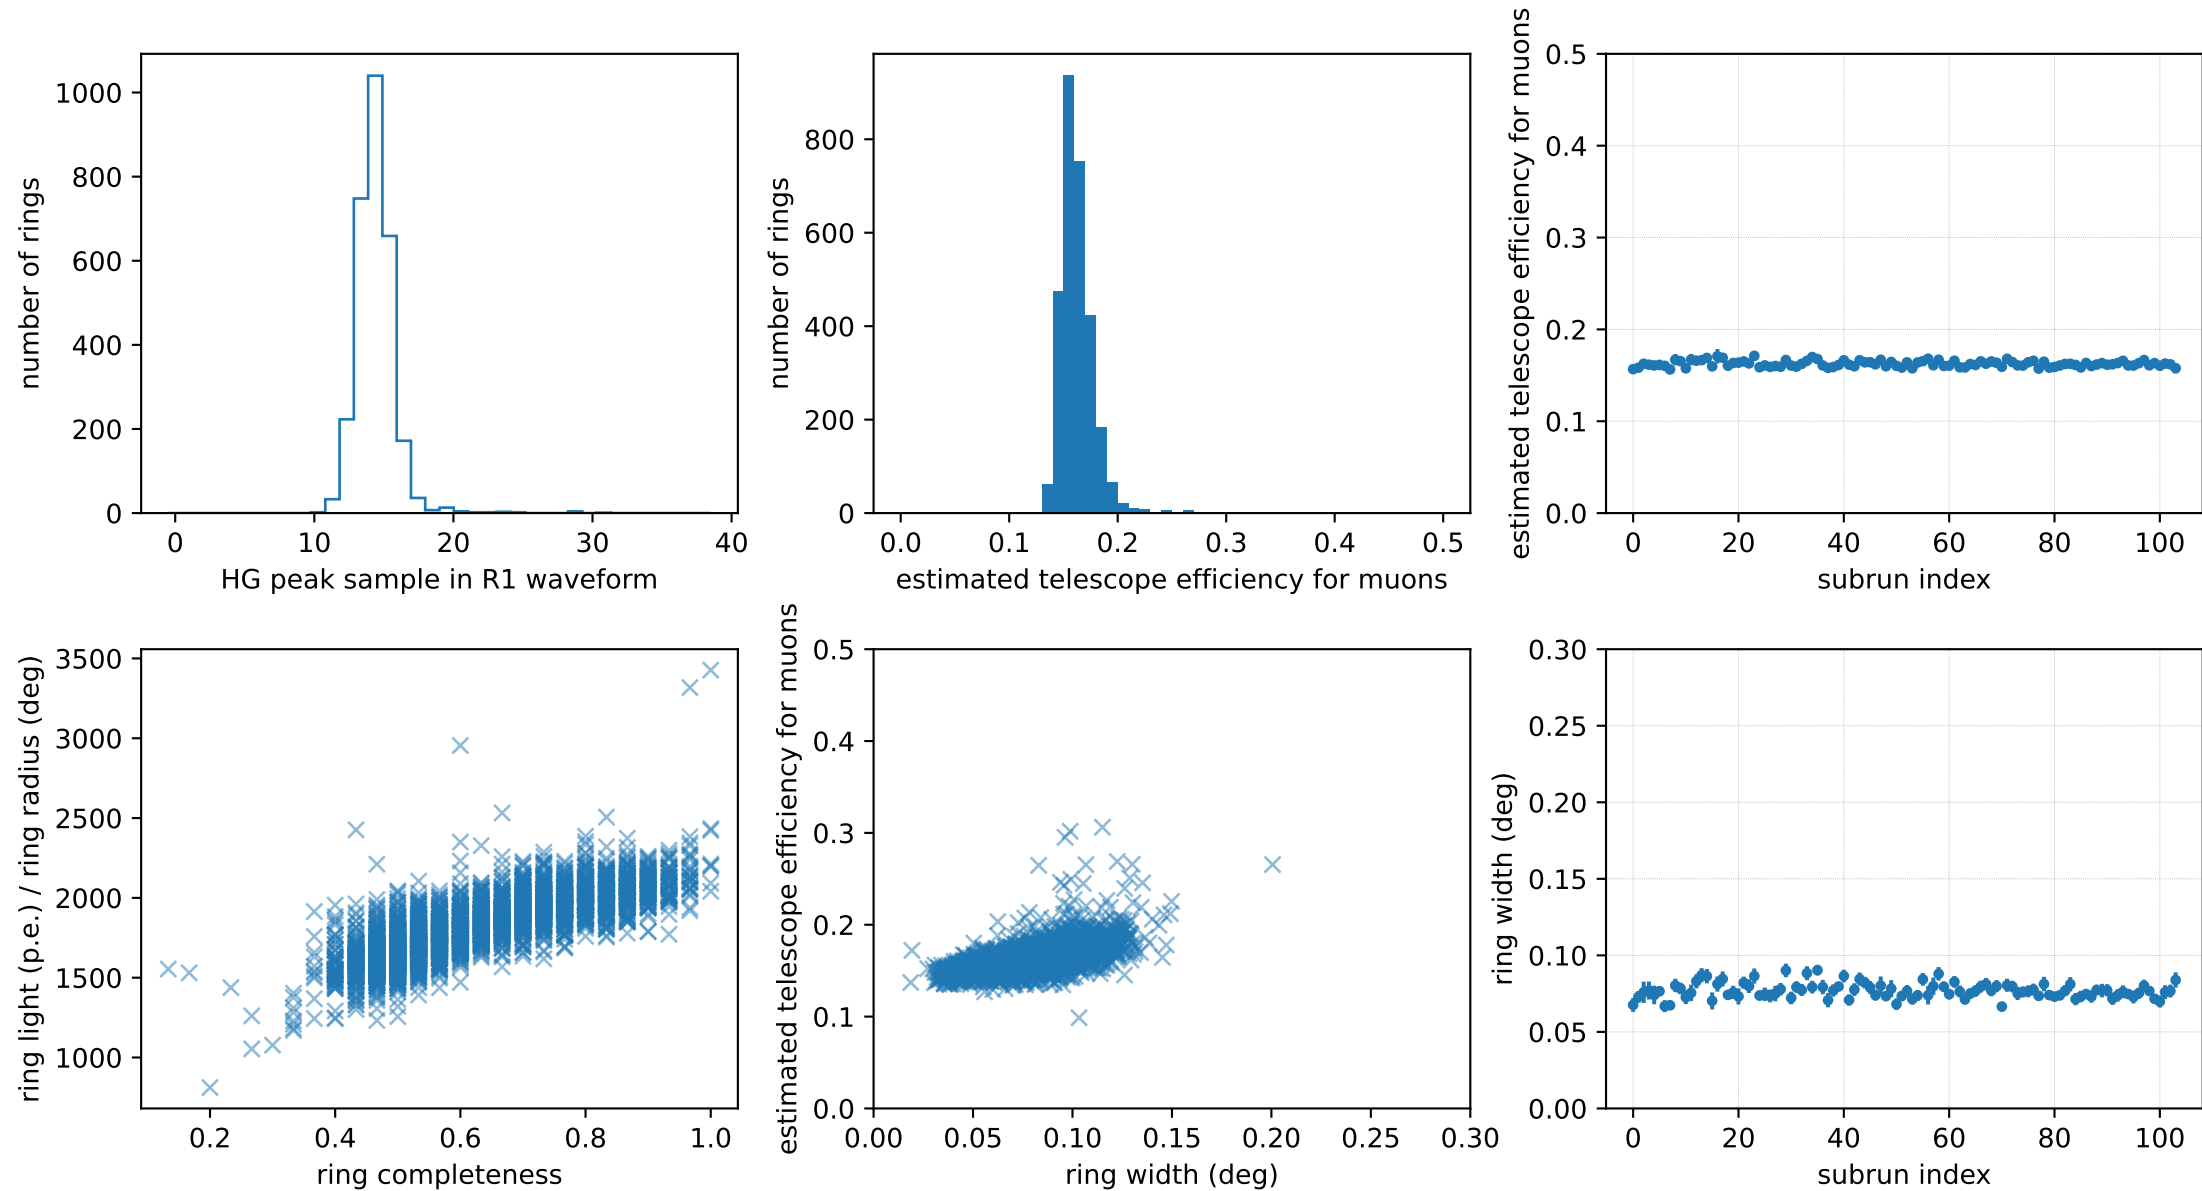 number of rings
1000
800
600
400
200
0
0 10 20 30 40
HG peak sample in R1 waveform
number of rings
800
600
400
200
0
0.0 0.1 0.2 0.3 0.4 0.5
estimated telescope efficiency for muons
estimated telescope efficiency for muons
0.5
0.4
0.3
0.2
0.1
0.0
0 20 40 60 80 100
subrun index
ring light (p.e.) / ring radius (deg)
3500
3000
2500
2000
1500
1000
0.2 0.4 0.6 0.8 1.0
ring completeness
estimated telescope efficiency for muons
0.5
0.4
0.3
0.2
0.1
0.0
0.00 0.05 0.10 0.15 0.20 0.25 0.30
ring width (deg)
ring width (deg)
0.30
0.25
0.20
0.15
0.10
0.05
0.00
0 20 40 60 80 100
subrun index